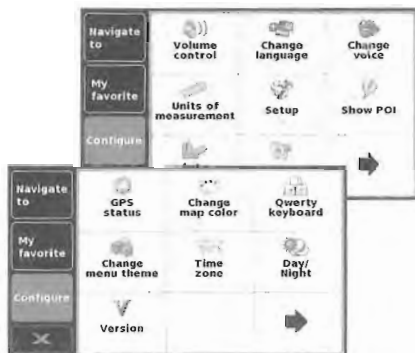 Navigate
to
My
favorite
Configure
Volume
control
Change
language
Change
voice
Units of
measurement
Setup
Show POI
Navigate
to
My
favorite
Configure
GPS
status
Change
map color
Qwerty
keyboard
Change
menu theme
Time
zone
Day/
Night
Version